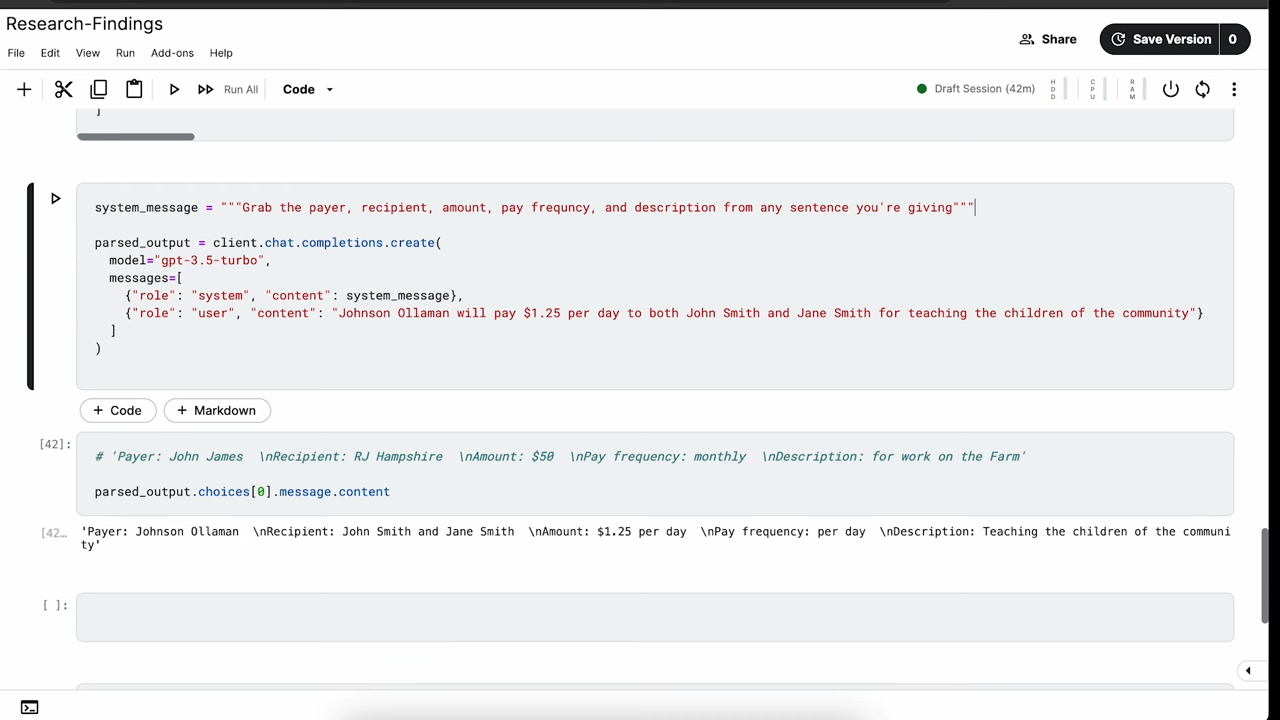 Research-Findings
File Edit View Run Add-ons Help
Share
Save Version 0
Run All
Code
Draft Session (42m)
HDD
CPU
RAM
]
system_message = """Grab the payer, recipient, amount, pay frequncy, and description from any sentence you're giving"""
parsed_output = client.chat.completions.create(
model="gpt-3.5-turbo",
messages=[
{"role": "system", "content": system_message},
{"role": "user", "content": "Johnson Ollaman will pay $1.25 per day to both John Smith and Jane Smith for teaching the children of the community"}
]
)
+ Code + Markdown
[42]:
# 'Payer: John James  \nRecipient: RJ Hampshire  \nAmount: $50  \nPay frequency: monthly  \nDescription: for work on the Farm'
parsed_output.choices[0].message.content
[42…
'Payer: Johnson Ollaman  \nRecipient: John Smith and Jane Smith  \nAmount: $1.25 per day  \nPay frequency: per day  \nDescription: Teaching the children of the communi
ty'
[ ]: